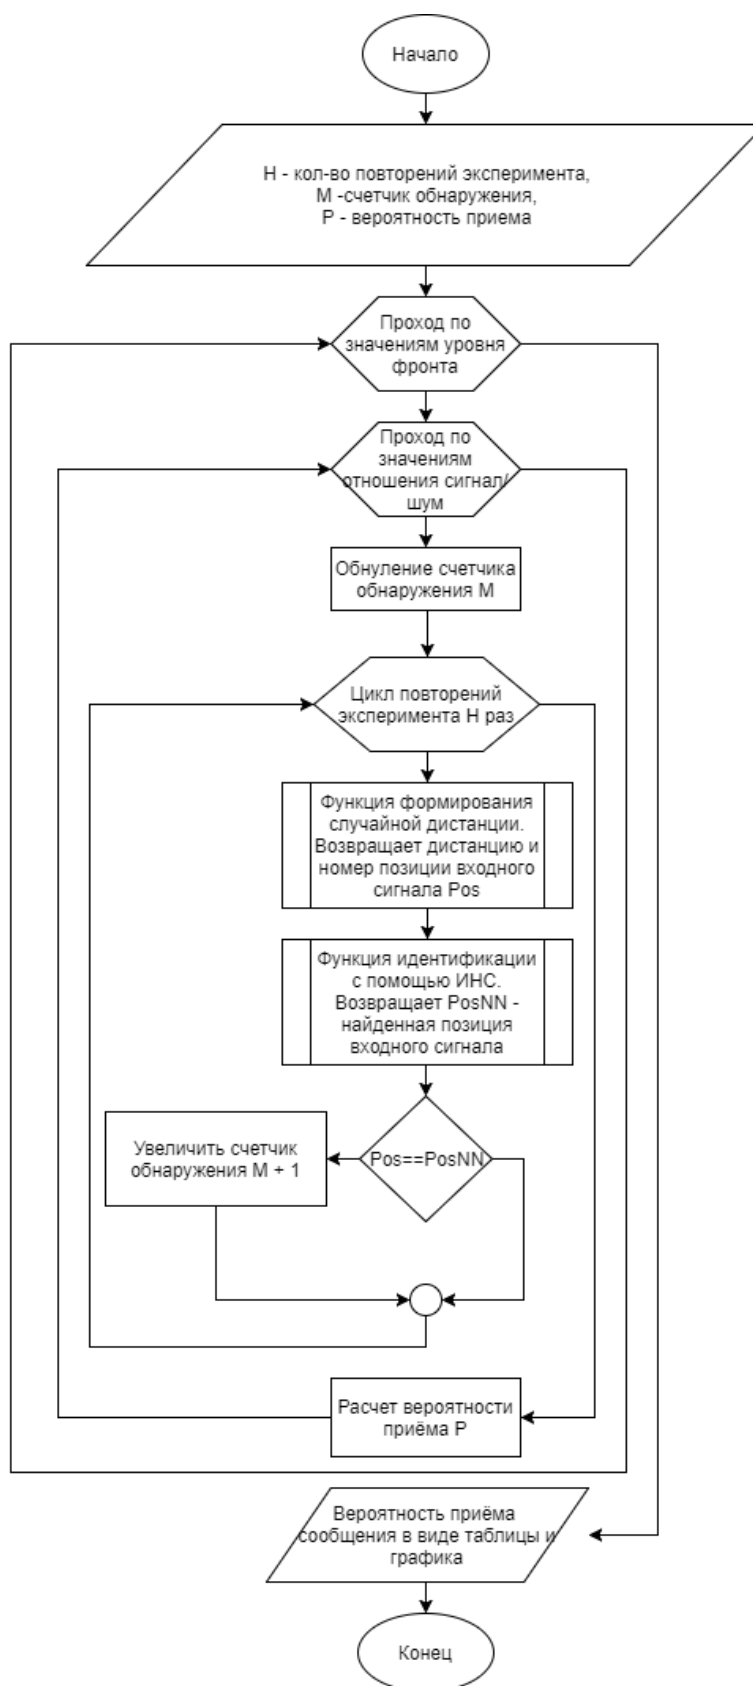 Начало
Н - кол-во повторений эксперимента,
М -счетчик обнаружения,
Р - вероятность приема
Проход по
значениям уровня
фронта
Проход по
значениям
отношения сигнал/
шум
Обнуление счетчика
обнаружения М
Цикл повторений
эксперимента Н раз
Функция формирования
случайной дистанции.
Возвращает дистанцию и
номер позиции входного
сигнала Pos
Функция идентификации
с помощью ИНС.
Возвращает PosNN -
найденная позиция
входного сигнала
Pos==PosNN
Увеличить счетчик
обнаружения М + 1
Расчет вероятности
приёма Р
Вероятность приёма
сообщения в виде таблицы и
графика
Конец